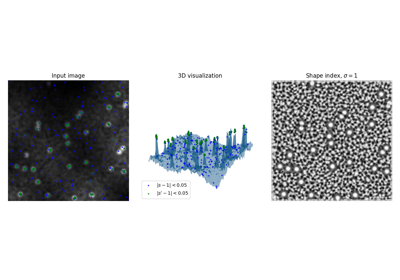 Input image
3D visualization
Shape index, σ = 1
|s − 1| < 0.05
|s' − 1| < 0.05